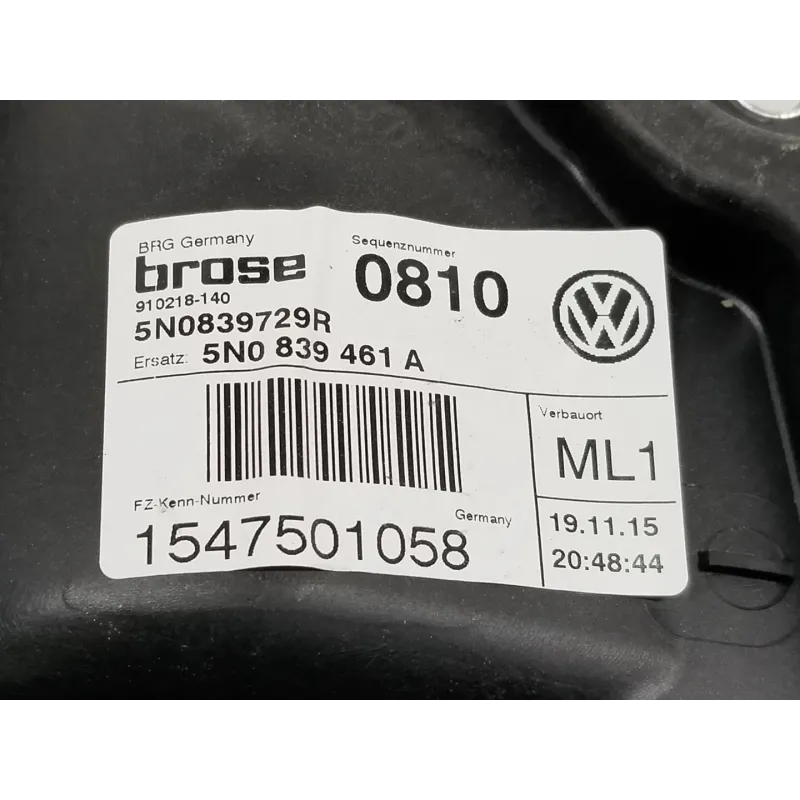 BRG Germany
brose
910218-140
5N0839729R
Ersatz: 5N0 839 461 A
Sequenznummer
0810
VW
FZ-Kenn-Nummer
Germany
1547501058
Verbauort
ML1
19.11.15
20:48:44